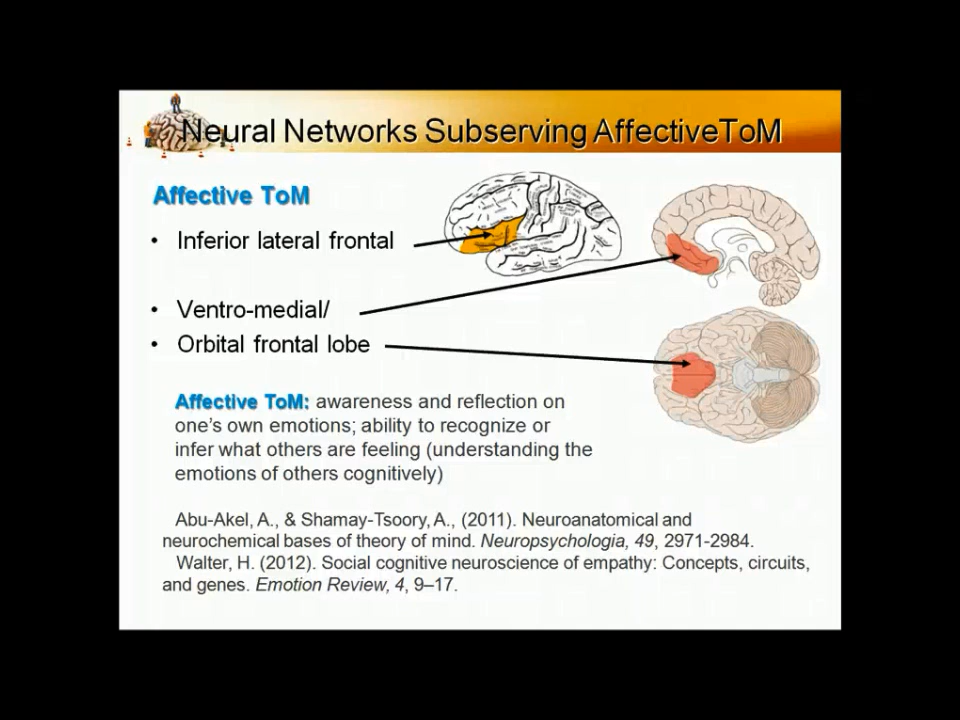 Neural Networks Subserving AffectiveToM
Affective ToM
• Inferior lateral frontal
• Ventro-medial/
• Orbital frontal lobe
Affective ToM: awareness and reflection on
one's own emotions; ability to recognize or
infer what others are feeling (understanding the
emotions of others cognitively)
Abu-Akel, A., & Shamay-Tsoory, A., (2011). Neuroanatomical and
neurochemical bases of theory of mind. Neuropsychologia, 49, 2971-2984.
Walter, H. (2012). Social cognitive neuroscience of empathy: Concepts, circuits,
and genes. Emotion Review, 4, 9–17.